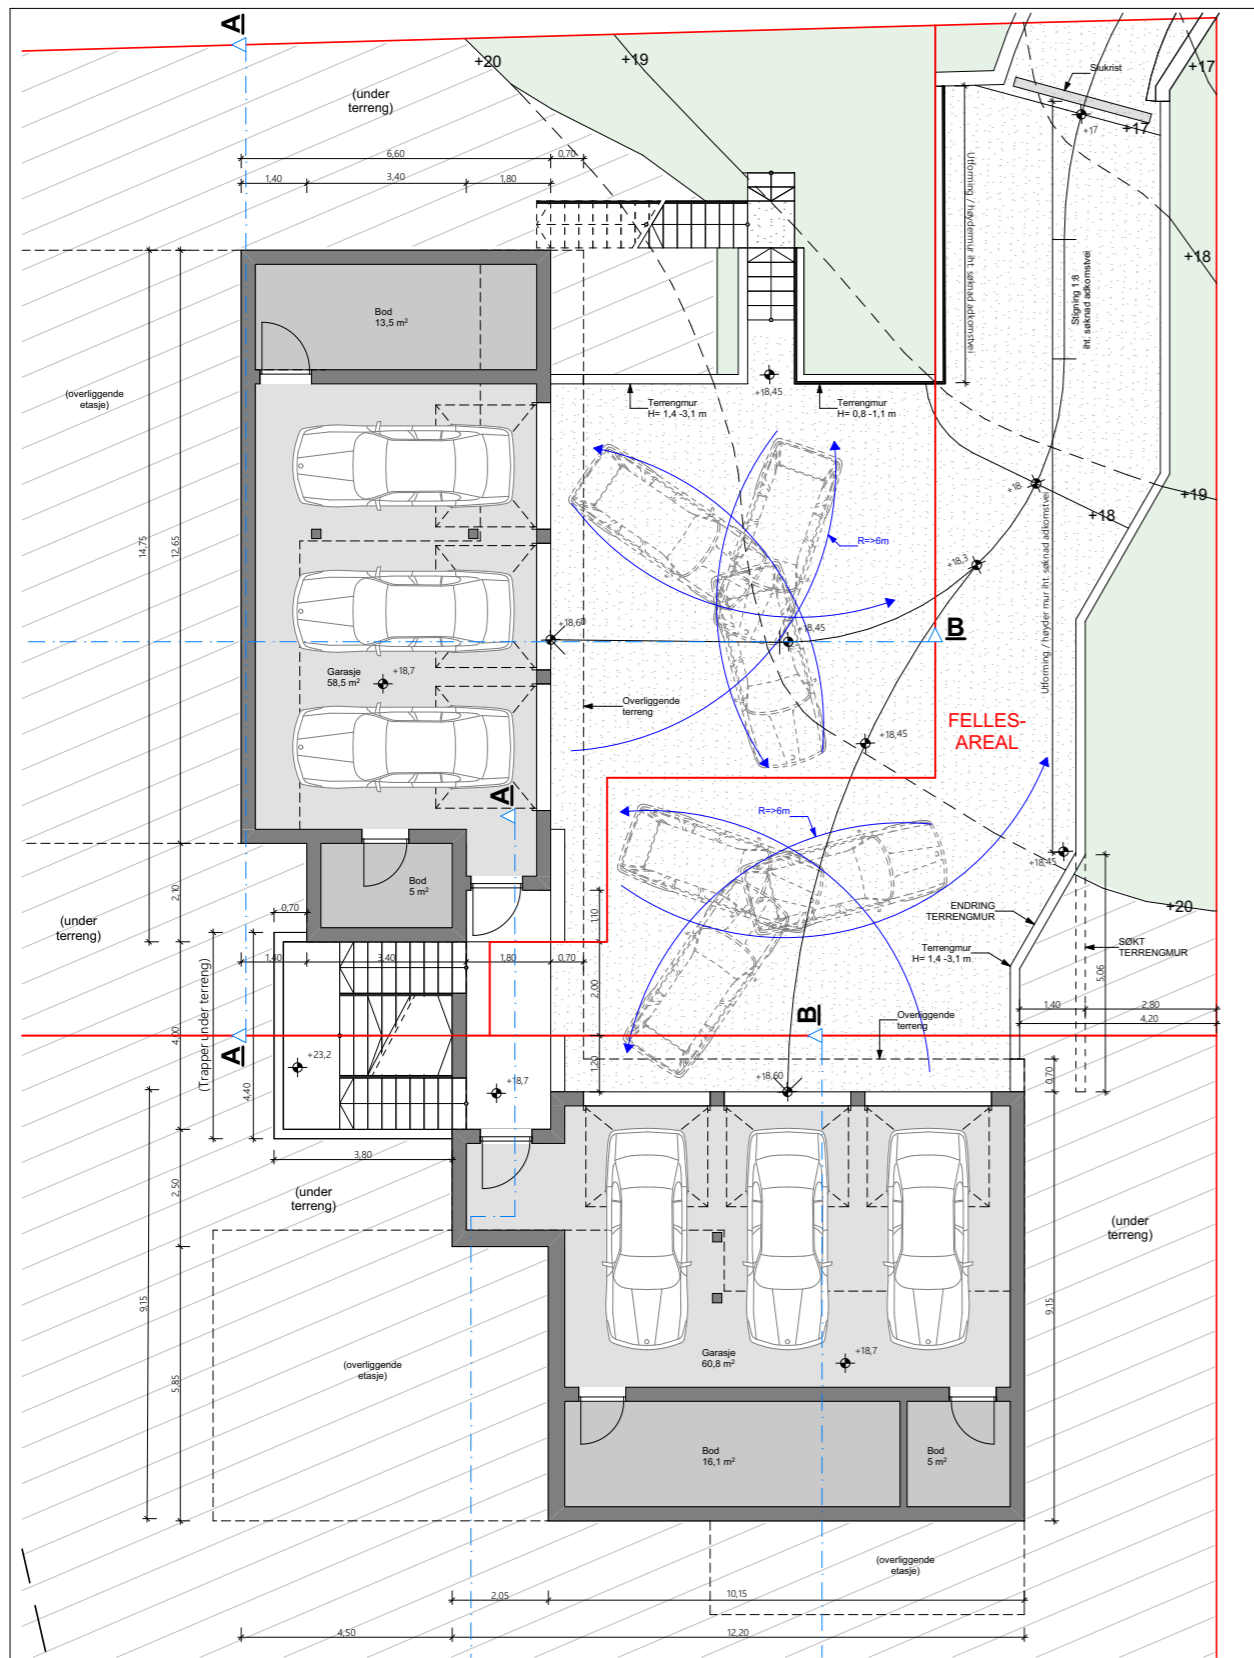 A
+20
+19
(under
terreng)
Slukrist
+17
+17
+17
6,60
0,70
1,40
3,40
1,80
Utforming / høydermur iht. søknad adkomstvei
Stigning 1:8
iht. søknad adkomstvei
+18
Bod
13,5 m²
(overliggende
etasje)
14,75
12,65
Terrengmur
H= 1,4 -3,1 m
+18,45
Terrengmur
H= 0,8 -1,1 m
+18
+18
+19
R=>6m
+18,3
Utforming / høyder mur iht. søknad adkomstvei
+18,60
+18,45
B
Garasje
58,5 m²
+18,7
Overliggende
terreng
FELLES-
AREAL
+18,45
A
R=>6m
+18,45
Bod
5 m²
2,10
0,70
1,10
ENDRING
TERRENGMUR
+20
(under
terreng)
Terrengmur
H= 1,4 -3,1 m
SØKT
TERRENGMUR
1,40
3,40
1,80
0,70
(Trapper under terreng)
2,00
5,06
1,40
2,80
4,20
Overliggende
terreng
A
B
4,00
4,40
+23,2
+18,7
1,20
+18,60
0,70
3,80
2,50
(under
terreng)
(under
terreng)
9,15
5,85
9,15
Garasje
60,8 m²
+18,7
(overliggende
etasje)
Bod
16,1 m²
Bod
5 m²
(overliggende
etasje)
2,05
10,15
4,50
12,20